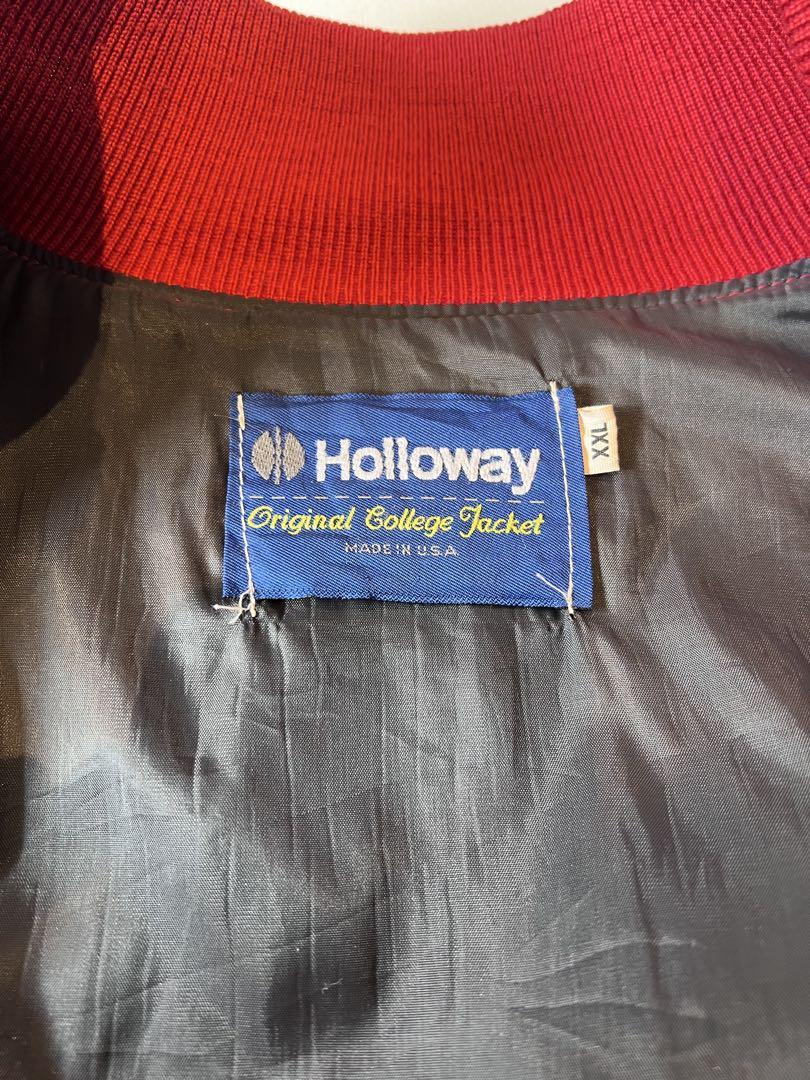 Holloway
Original College Jacket
MADE IN U.S.A.
XXL